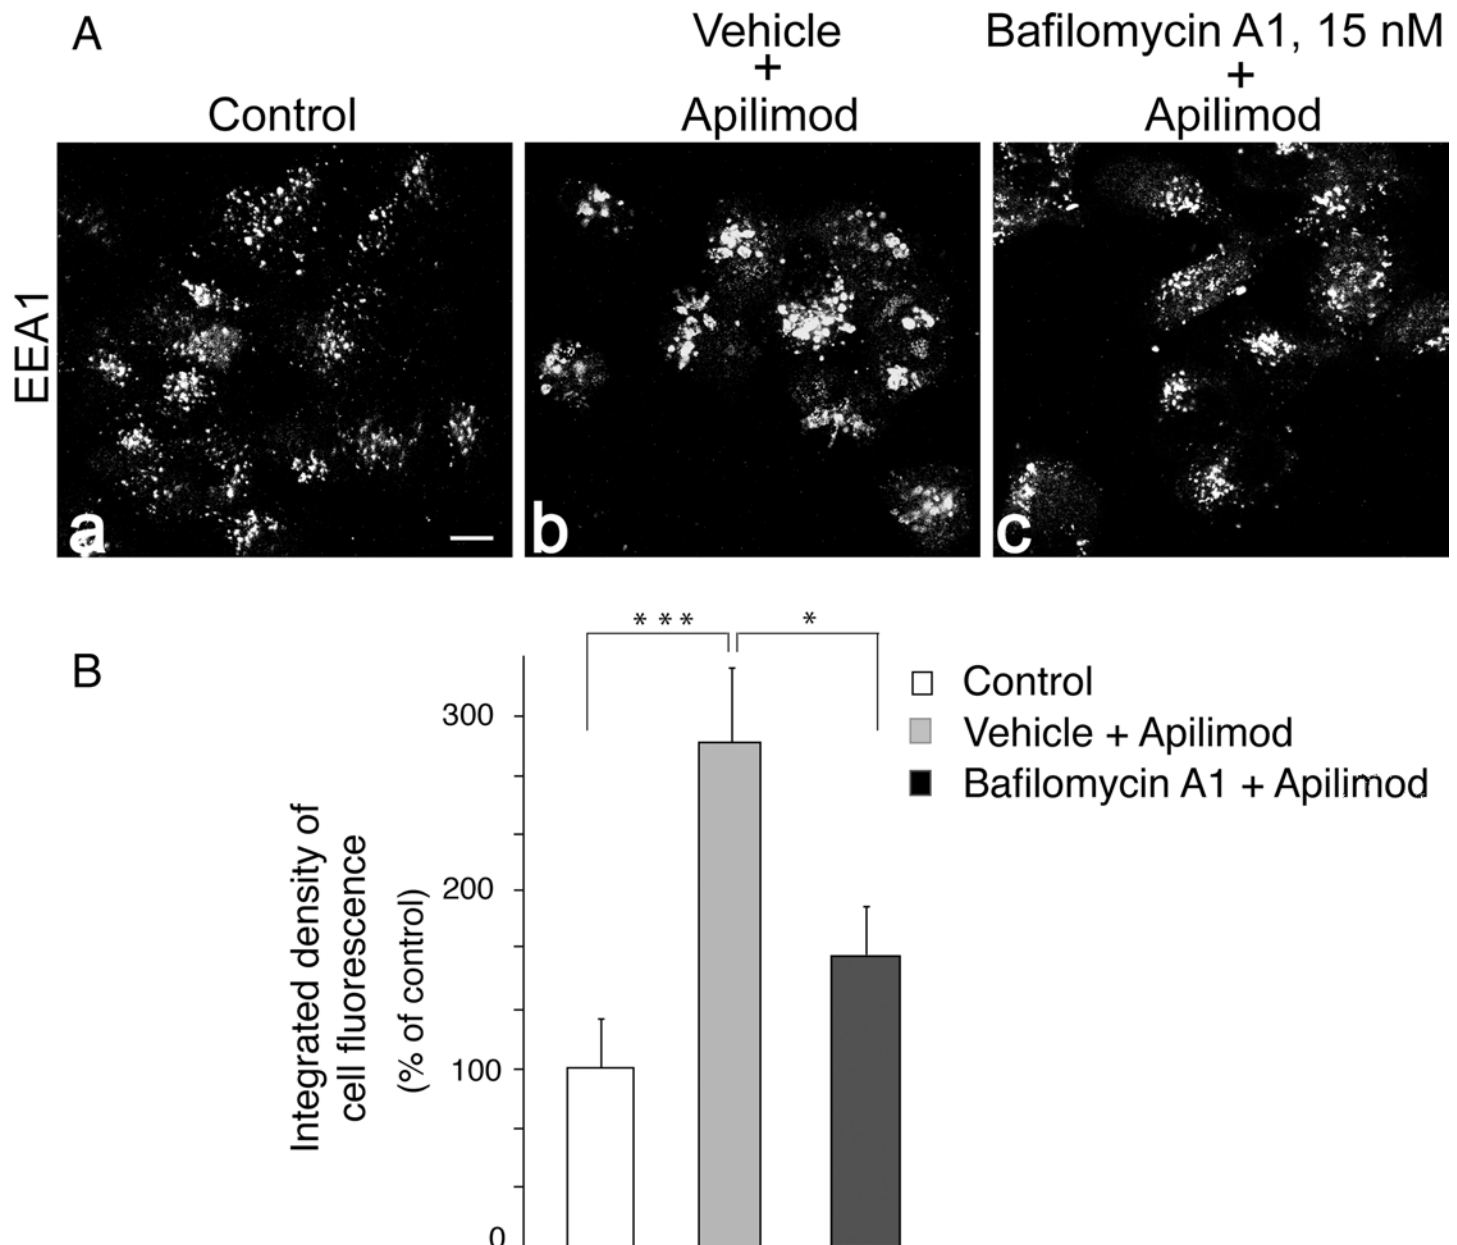 A
Control
Vehicle
+
Apilimod
Bafilomycin A1, 15 nM
+
Apilimod
EEA1
a
b
c
B
* * *
*
Control
Vehicle + Apilimod
Bafilomycin A1 + Apilimod
Integrated density of
cell fluorescence
(% of control)
300
200
100
0